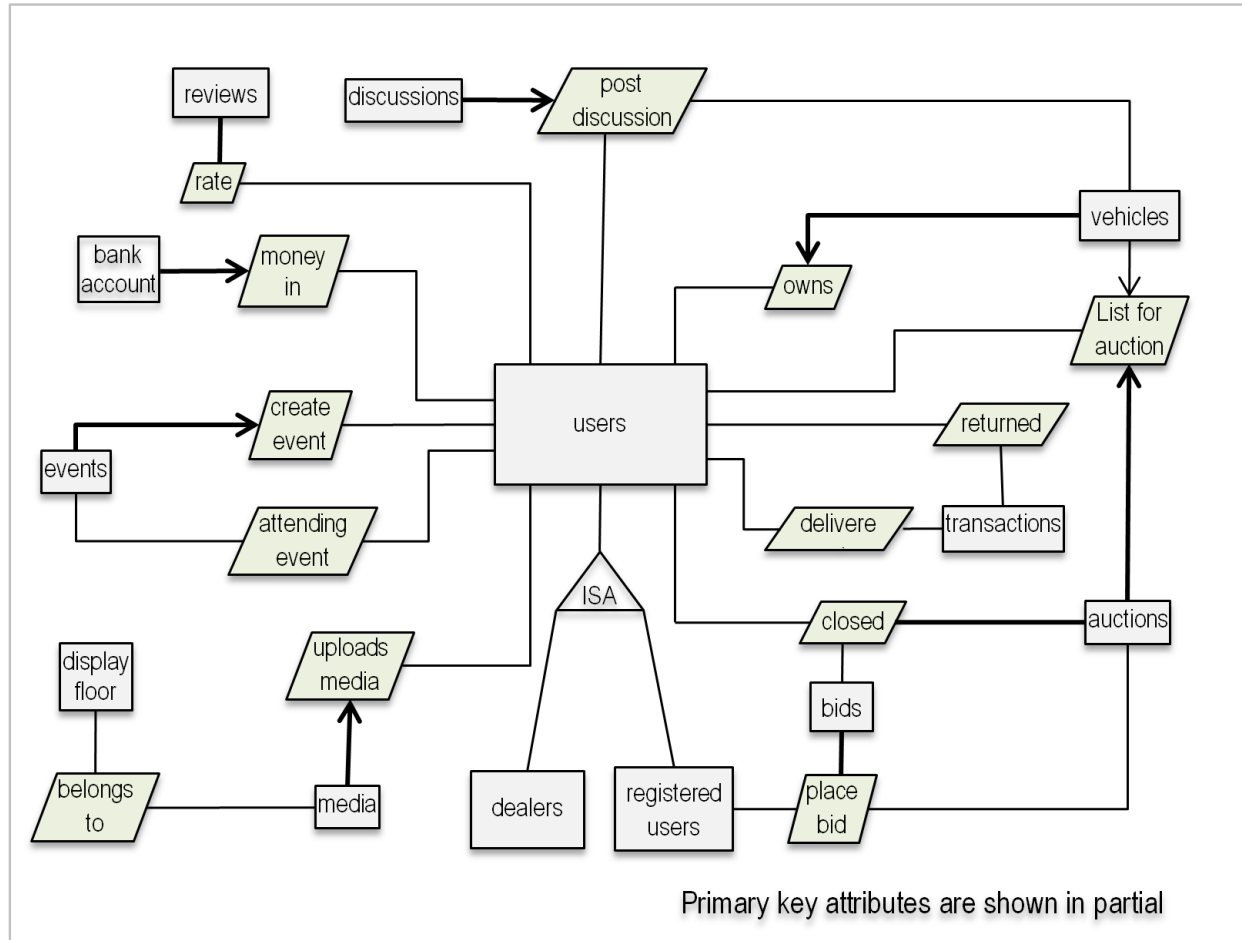 reviews
discussions
post
discussion
rate
vehicles
bank
account
money
in
owns
List for
auction
create
event
users
returned
events
attending
event
delivere
transactions
ISA
closed
auctions
display
floor
uploads
media
bids
belongs
to
media
dealers
registered
users
place
bid
Primary key attributes are shown in partial